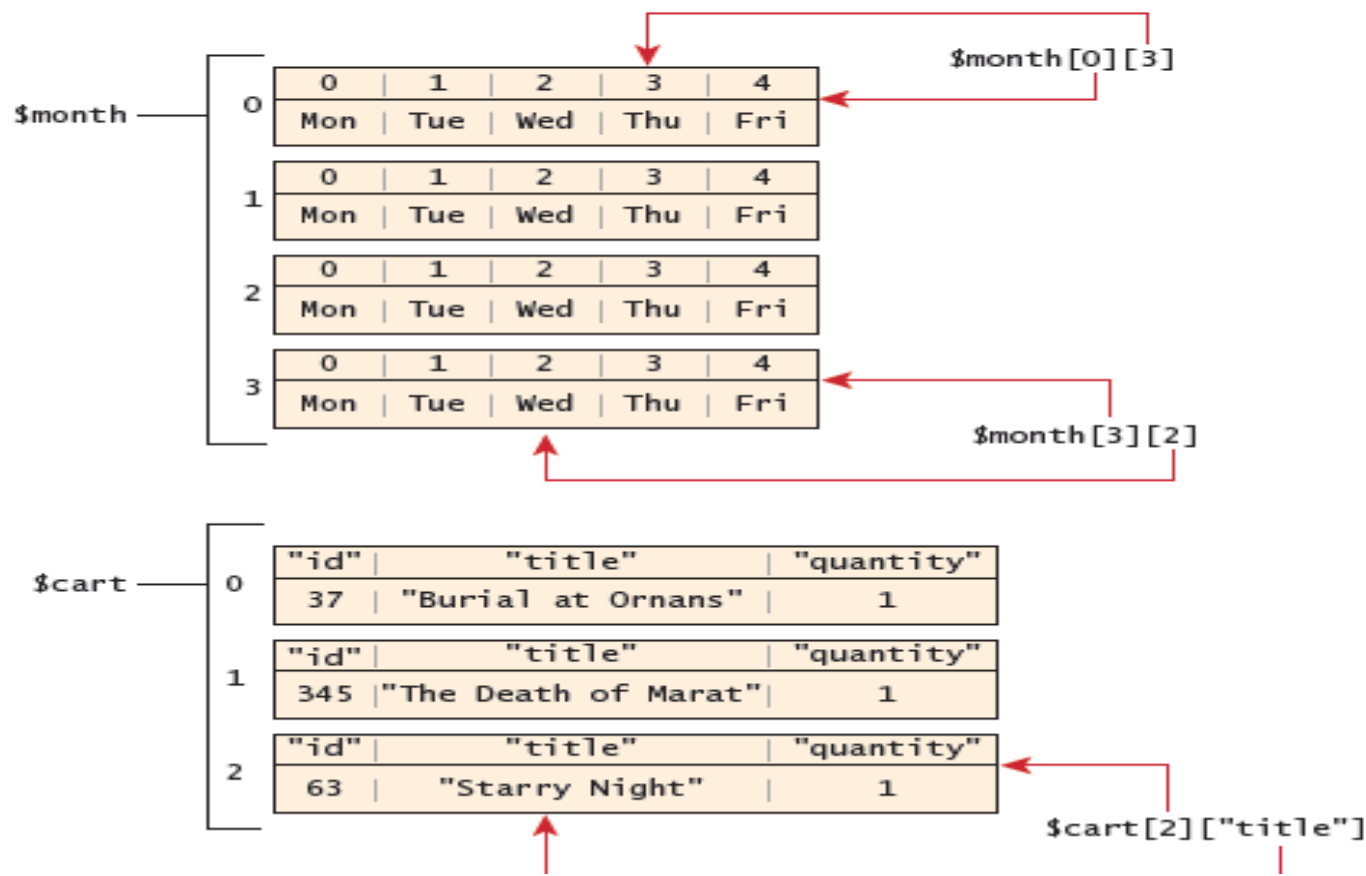 $month[0][3]
$month
0
0 | 1 | 2 | 3 | 4
Mon | Tue | Wed | Thu | Fri
1
0 | 1 | 2 | 3 | 4
Mon | Tue | Wed | Thu | Fri
2
0 | 1 | 2 | 3 | 4
Mon | Tue | Wed | Thu | Fri
3
0 | 1 | 2 | 3 | 4
Mon | Tue | Wed | Thu | Fri
$month[3][2]
$cart
0
"id" | "title" | "quantity"
37 | "Burial at Ornans" | 1
1
"id" | "title" | "quantity"
345 | "The Death of Marat" | 1
2
"id" | "title" | "quantity"
63 | "Starry Night" | 1
$cart[2]["title"]